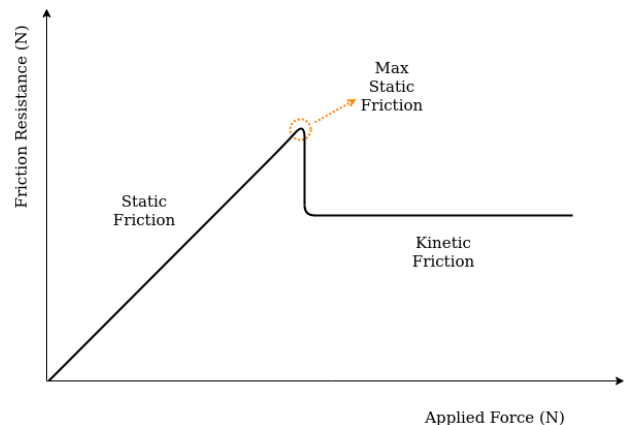 Friction Resistance (N)
Max
Static
Friction
Static
Friction
Kinetic
Friction
Applied Force (N)